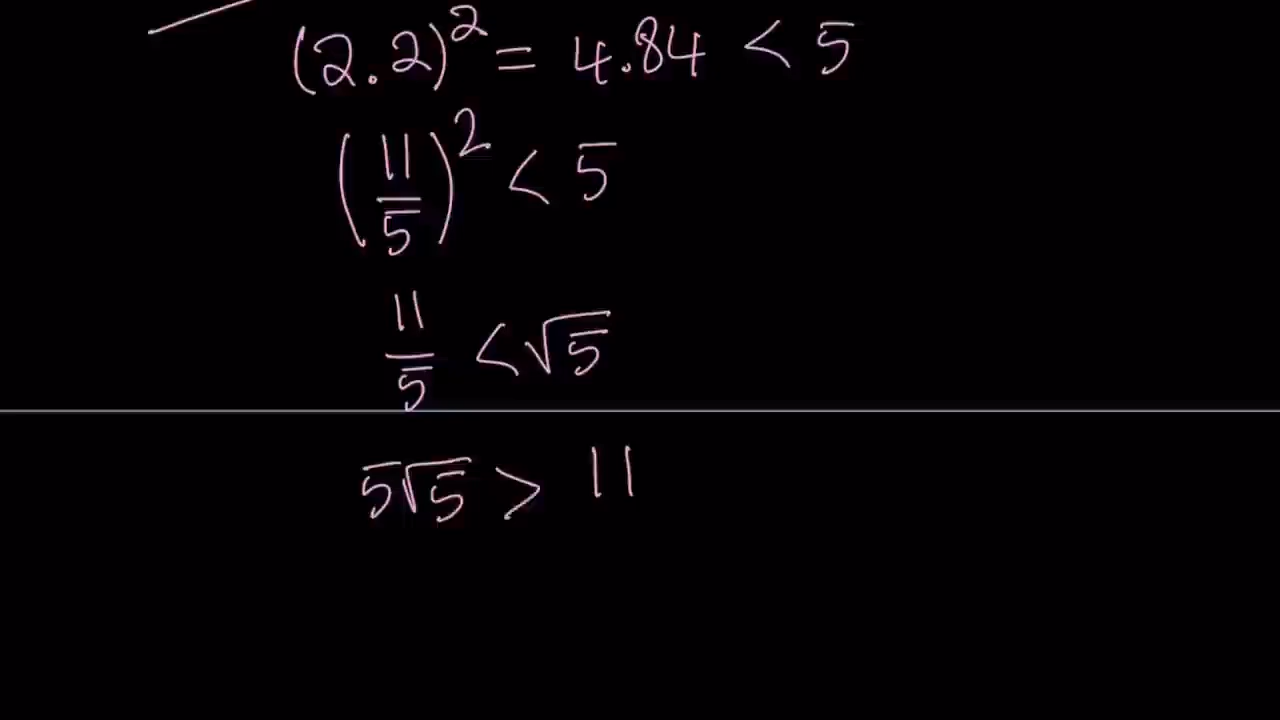 (2.2)² = 4.84 < 5
(11/5)² < 5
11/5 < √5
5√5 > 11